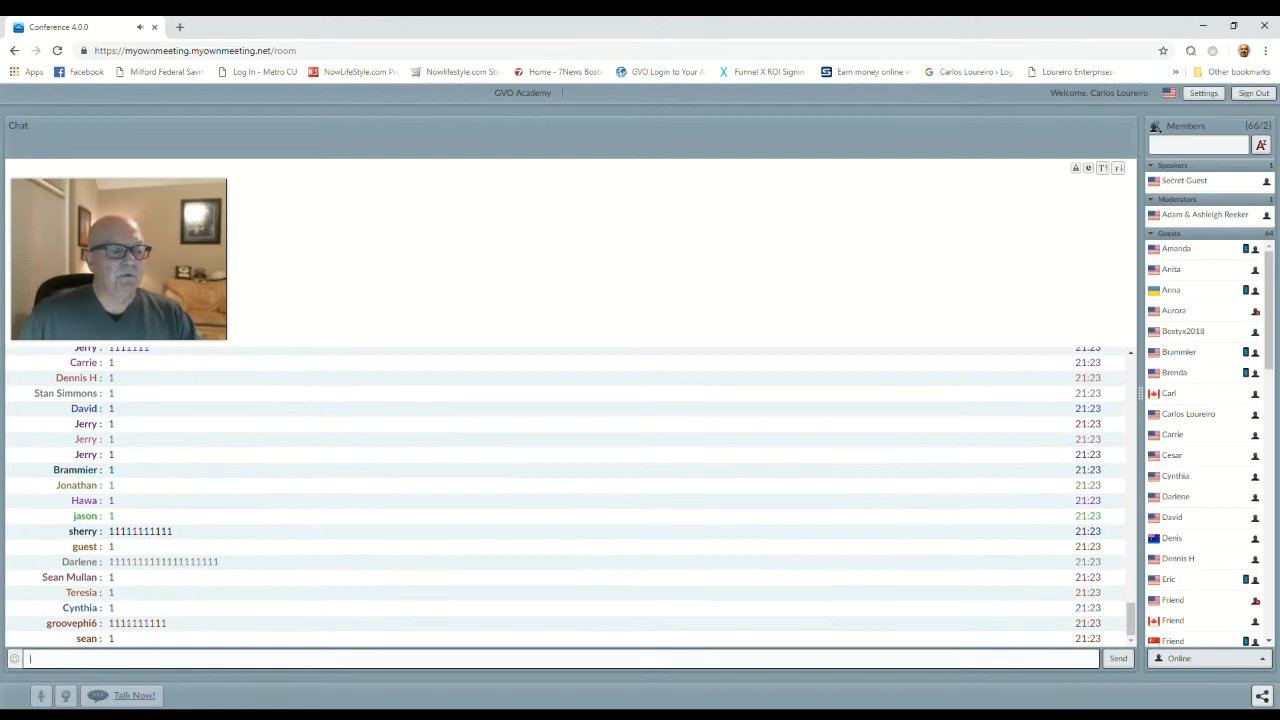 Conference 4.0.0
https://myownmeeting.myownmeeting.net/room
Apps Facebook Milford Federal Savin Log In - Metro CU NowLifeStyle.com Pr Nowlifestyle.com Sto Home - 7News Bosto GVO Login to Your A Funnel X ROI Signin Earn money online v Carlos Loureiro › Log Loureiro Enterprises » Other bookmarks
GVO Academy Welcome, Carlos Loureiro Settings Sign Out
Chat
Jerry : 1111111 21:23
Carrie : 1 21:23
Dennis H : 1 21:23
Stan Simmons : 1 21:23
David : 1 21:23
Jerry : 1 21:23
Jerry : 1 21:23
Jerry : 1 21:23
Brammier : 1 21:23
Jonathan : 1 21:23
Hawa : 1 21:23
jason : 1 21:23
sherry : 11111111111 21:23
guest : 1 21:23
Darlene : 1111111111111111111 21:23
Sean Mullan : 1 21:23
Teresia : 1 21:23
Cynthia : 1 21:23
groovephi6 : 1111111111 21:23
sean : 1 21:23
Send
Talk Now!
Members [66/2]
Speakers 1
Secret Guest
Moderators 1
Adam & Ashleigh Reeker
Guests 64
Amanda
Anita
Anna
Aurora
Bostyx2018
Brammier
Brenda
Carl
Carlos Loureiro
Carrie
Cesar
Cynthia
Darlene
David
Denis
Dennis H
Eric
Friend
Friend
Friend
Online